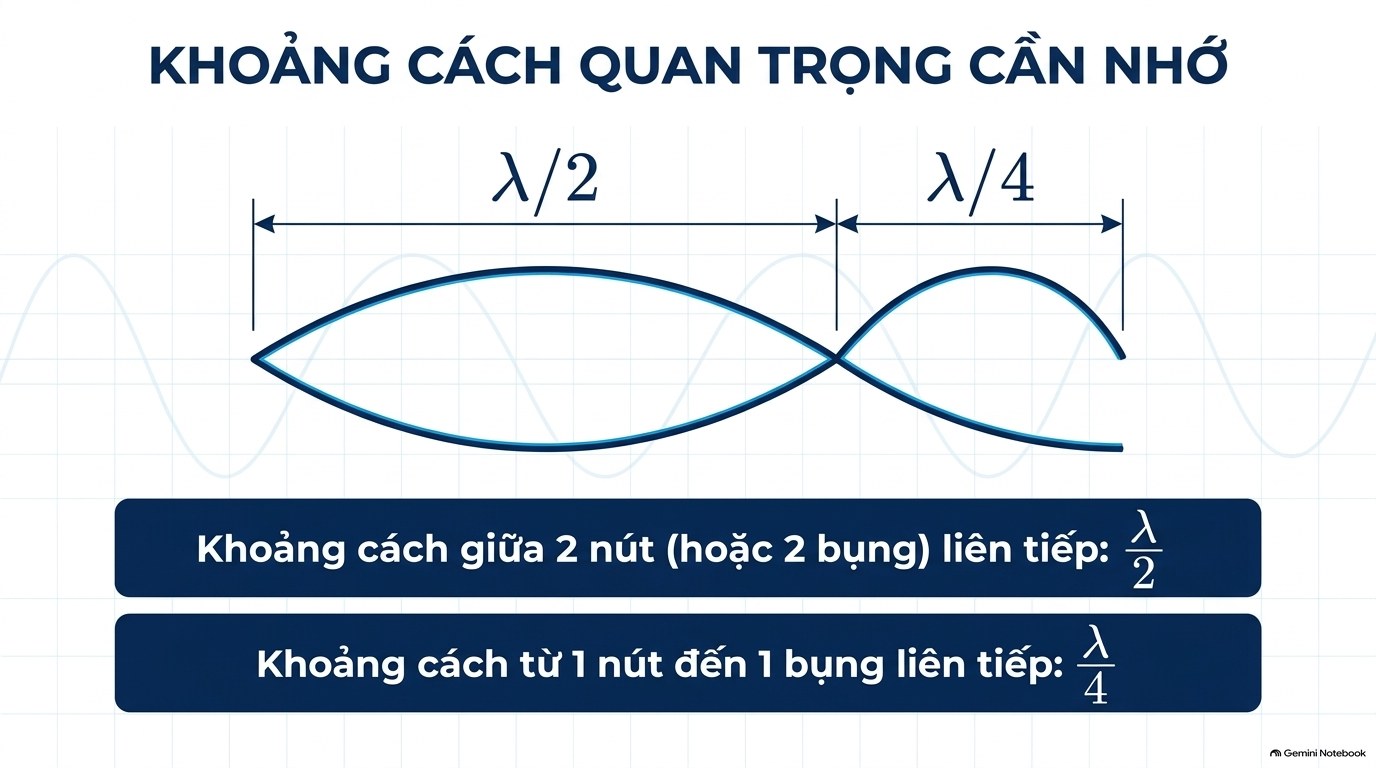 KHOẢNG CÁCH QUAN TRỌNG CẦN NHỚ
λ/2
λ/4
Khoảng cách giữa 2 nút (hoặc 2 bụng) liên tiếp: λ/2
Khoảng cách từ 1 nút đến 1 bụng liên tiếp: λ/4
Gemini Notebook